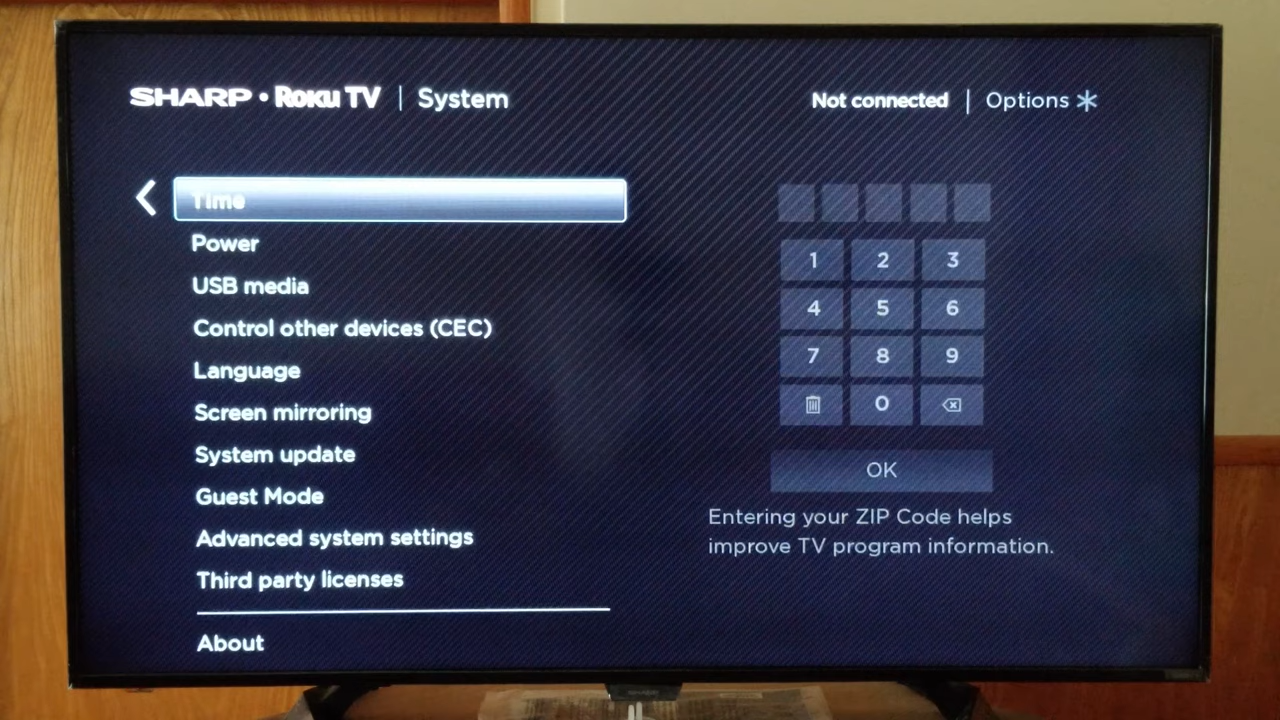 SHARP • Roku TV | System
Not connected | Options
Time
Power
USB media
Control other devices (CEC)
Language
Screen mirroring
System update
Guest Mode
Advanced system settings
Third party licenses
About
1 2 3
4 5 6
7 8 9
0
OK
Entering your ZIP Code helps
improve TV program information.
SHARP